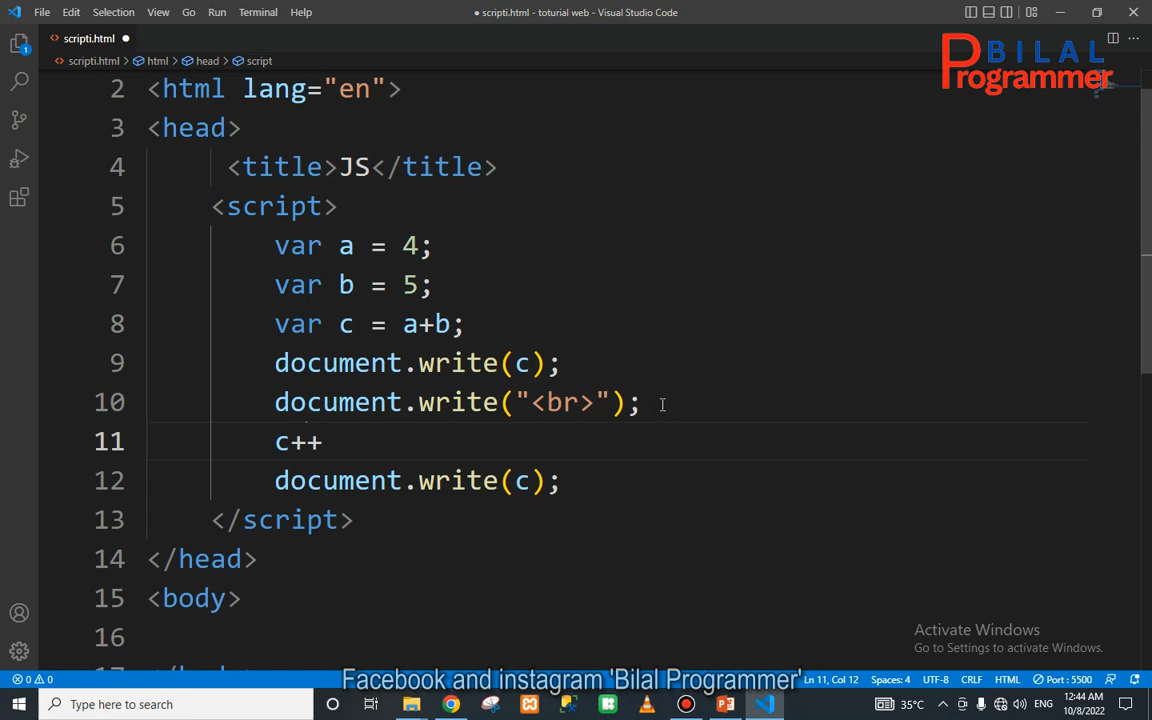 File Edit Selection View Go Run Terminal Help
● scripti.html - toturial web - Visual Studio Code
scripti.html ●
scripti.html > html > head > script
BILAL
Programmer
2 <html lang="en">
3 <head>
4 <title>JS</title>
5 <script>
6 var a = 4;
7 var b = 5;
8 var c = a+b;
9 document.write(c);
10 document.write("<br>");
11 c++
12 document.write(c);
13 </script>
14 </head>
15 <body>
16
Activate Windows
Go to Settings to activate Windows.
0 0
Facebook and instagram 'Bilal Programmer'
Ln 11, Col 12 Spaces: 4 UTF-8 CRLF HTML Port : 5500
Type here to search
35°C ENG
12:44 AM
10/8/2022